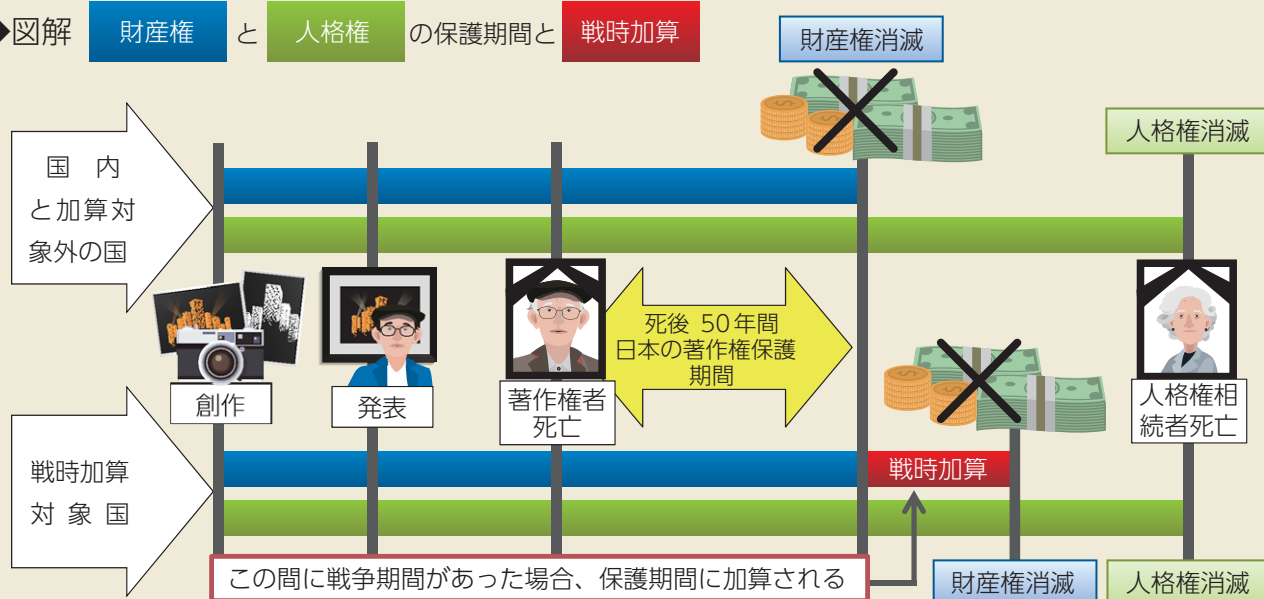 ◆図解 財産権 と 人格権 の保護期間と 戦時加算
財産権消滅
人格権消滅
国 内
と加算対
象外の国
創作
発表
著作権者
死亡
死後 50年間
日本の著作権保護
期間
人格権相
続者死亡
戦時加算
対 象 国
戦時加算
この間に戦争期間があった場合、保護期間に加算される
財産権消滅
人格権消滅